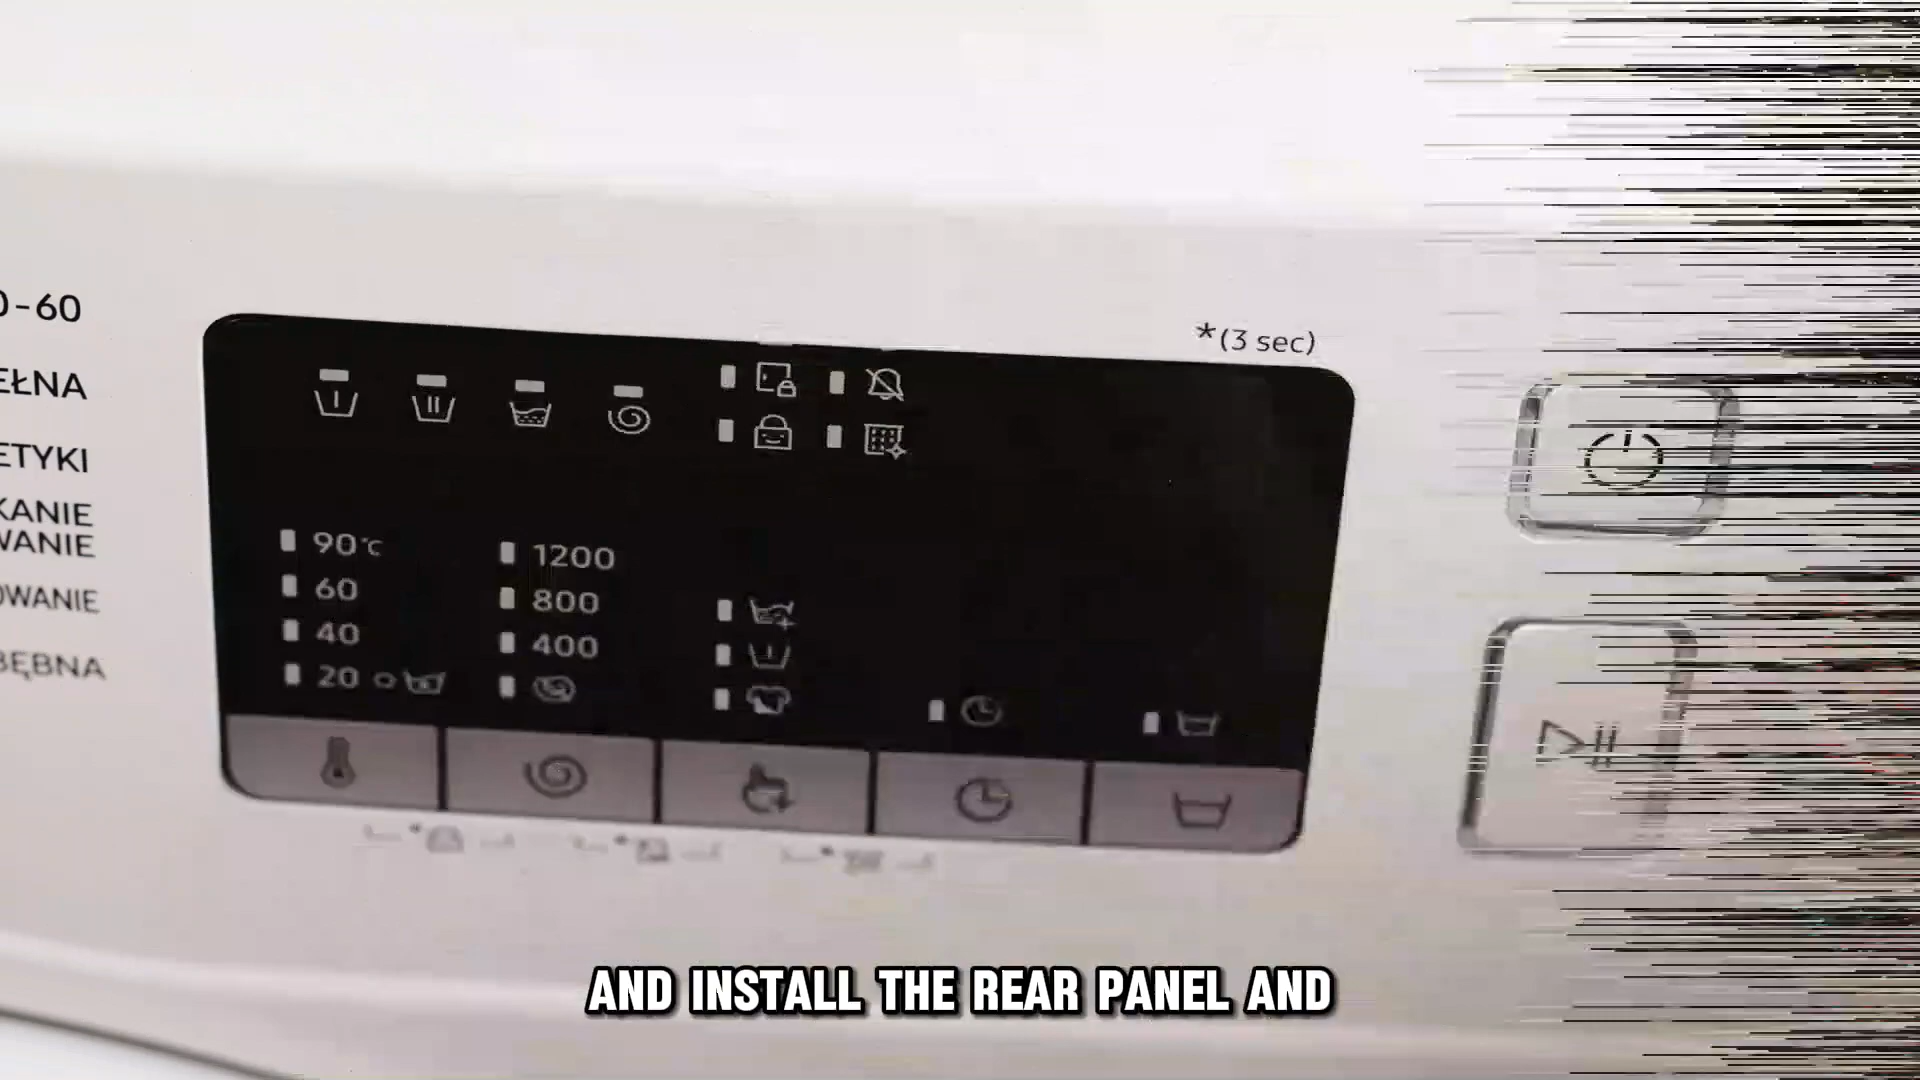 0-60
EŁNA
ETYKI
KANIE
WANIE
OWANIE
BĘBNA
*(3 sec)
90°c
60
40
20
1200
800
400
AND INSTALL THE REAR PANEL AND